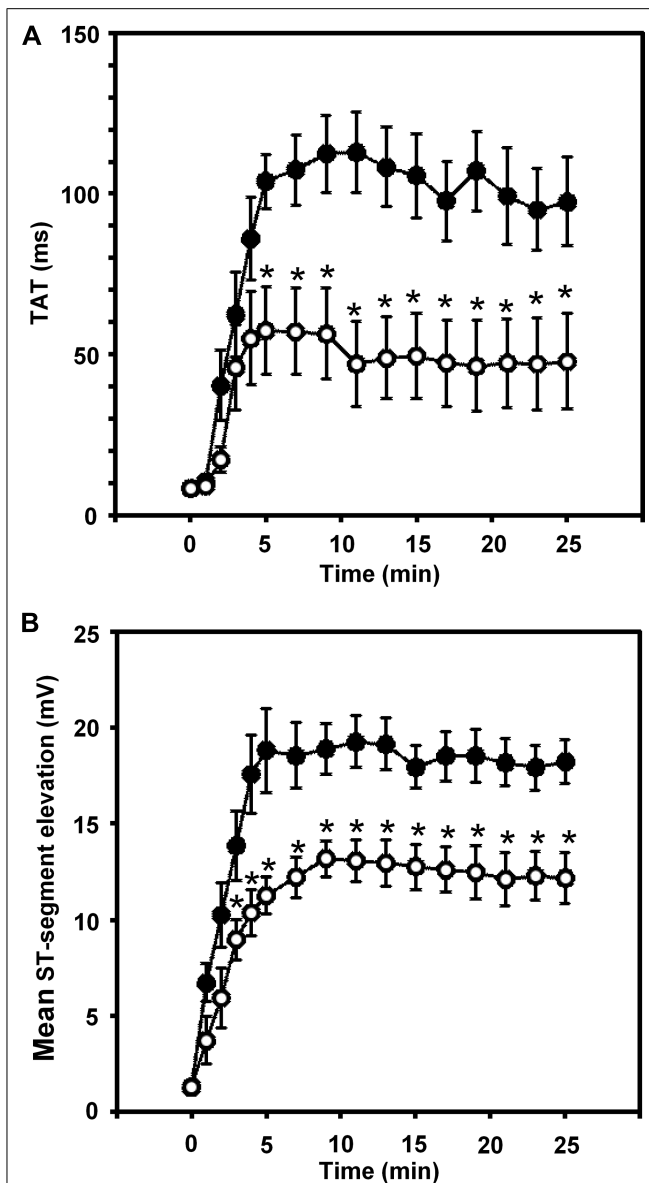 A
150
100
50
0
TAT (ms)
* * * * * * * * * * *
0 5 10 15 20 25
Time (min)
B
25
20
15
10
5
0
Mean ST-segment elevation (mV)
* * * * * * * * * * * * *
0 5 10 15 20 25
Time (min)